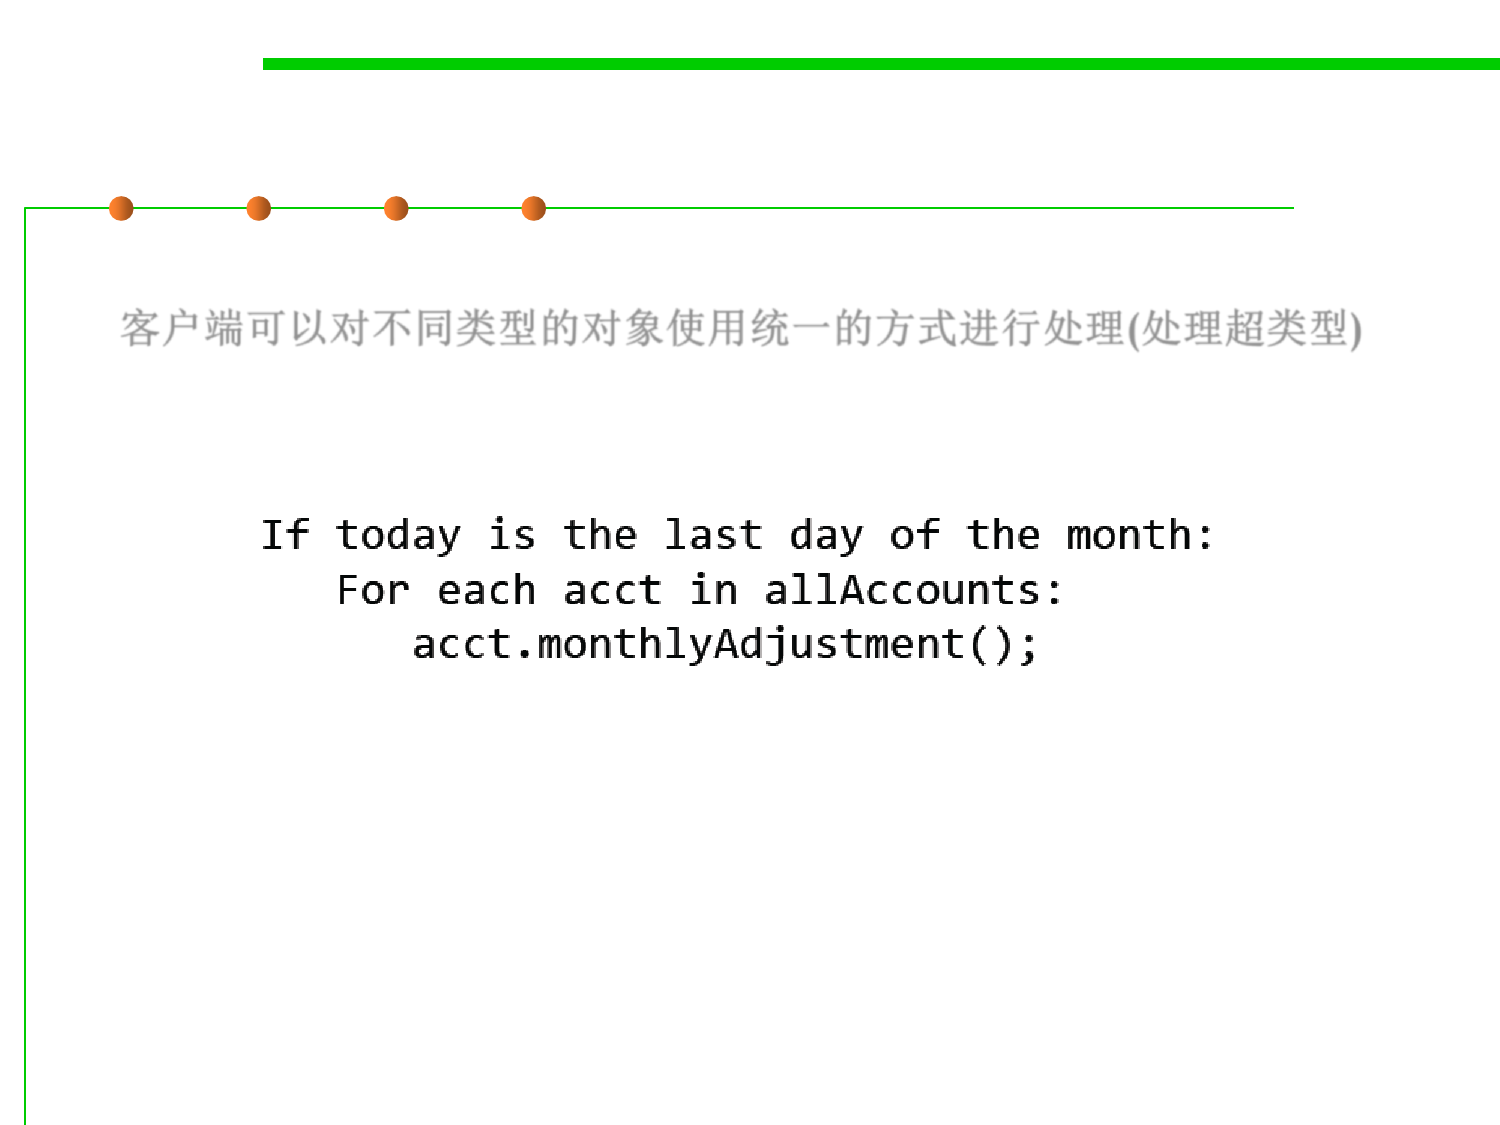 客户端可以对不同类型的对象使用统一的方式进行处理(处理超类型)
If today is the last day of the month:
For each acct in allAccounts:
acct.monthlyAdjustment();